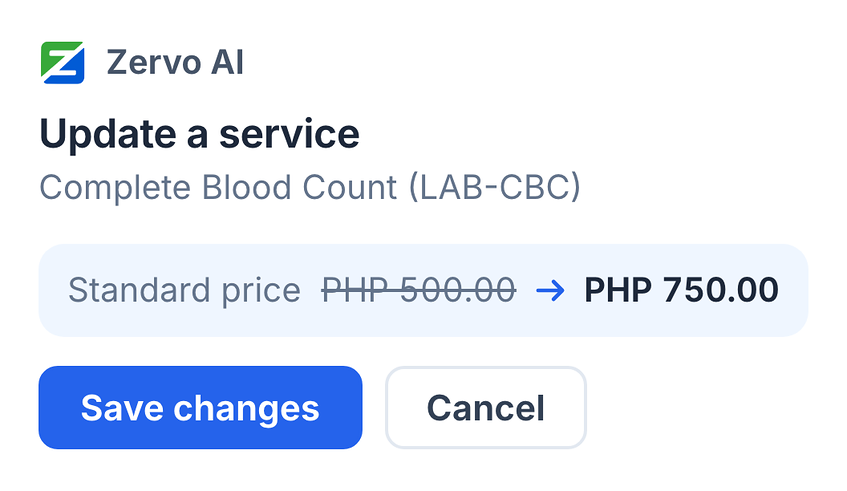 Zervo AI
Update a service
Complete Blood Count (LAB-CBC)
Standard price PHP 500.00 → PHP 750.00
Save changes Cancel